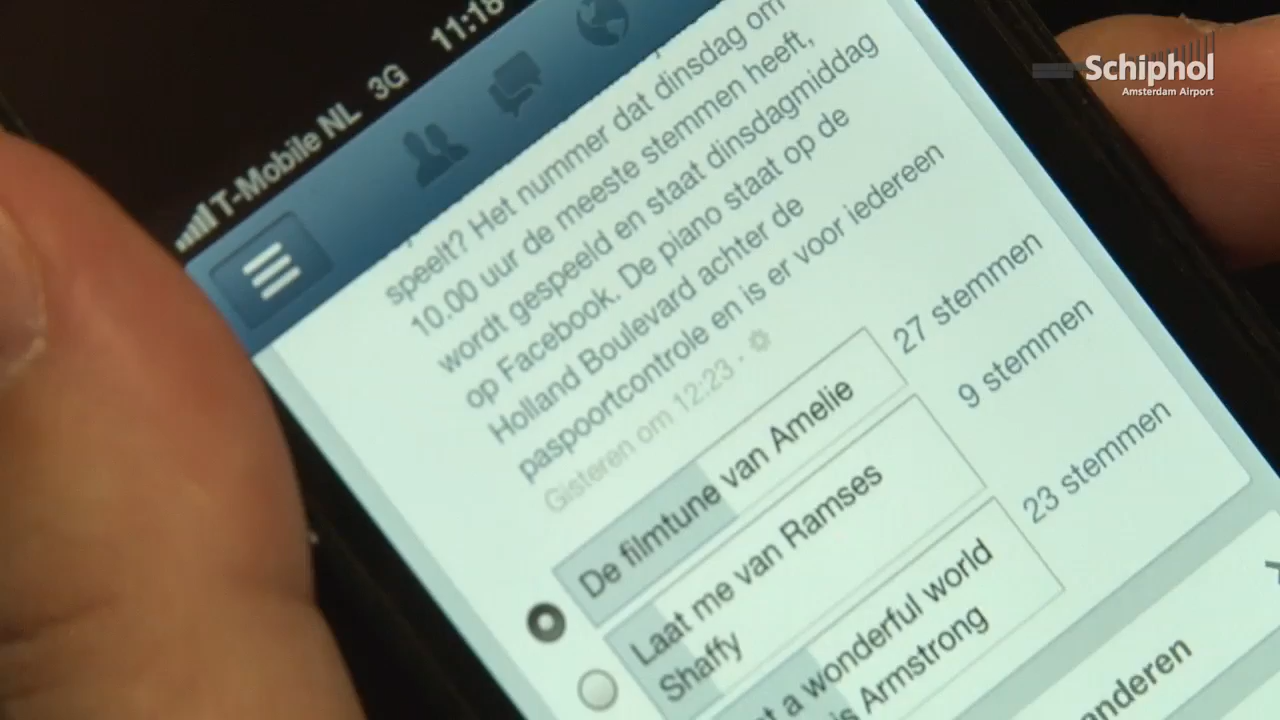 Schiphol
Amsterdam Airport
T-Mobile NL 3G 11:18
speelt? Het nummer dat dinsdag om
10.00 uur de meeste stemmen heeft,
wordt gespeeld en staat dinsdagmiddag
op Facebook. De piano staat op de
Holland Boulevard achter de
paspoortcontrole en is er voor iedereen
Gisteren om 12:23 ·
De filmtune van Amelie 27 stemmen
Laat me van Ramses
Shaffy 9 stemmen
a wonderful world
Armstrong 23 stemmen